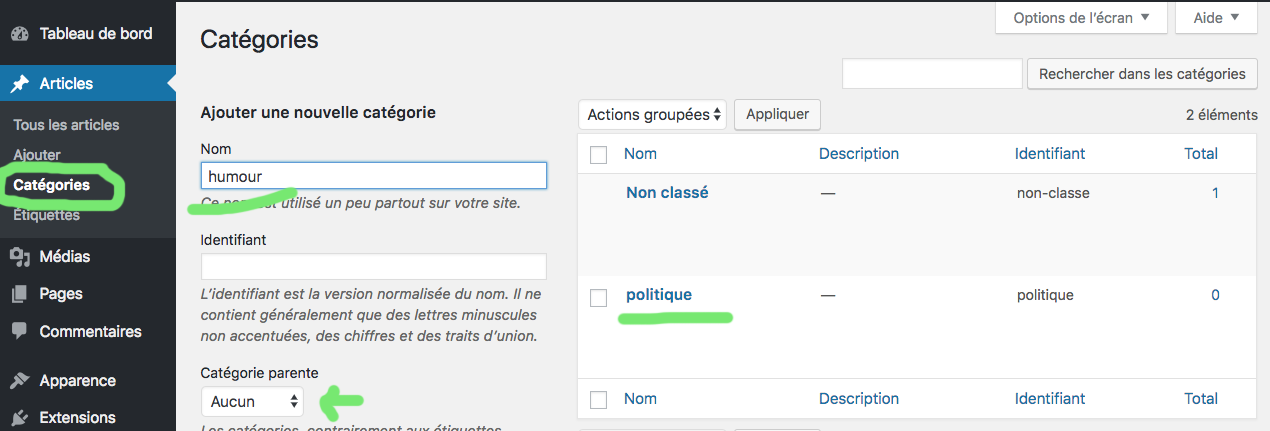 Tableau de bord
Articles
Tous les articles
Ajouter
Catégories
Étiquettes
Médias
Pages
Commentaires
Apparence
Extensions
Options de l'écran
Aide
Catégories
Rechercher dans les catégories
Ajouter une nouvelle catégorie
Nom
humour
Ce nom est utilisé un peu partout sur votre site.
Identifiant
L'identifiant est la version normalisée du nom. Il ne
contient généralement que des lettres minuscules
non accentuées, des chiffres et des traits d'union.
Catégorie parente
Aucun
Les catégories, contrairement aux étiquettes
Actions groupées
Appliquer
2 éléments
Nom Description Identifiant Total
Non classé — non-classe 1
politique — politique 0
Nom Description Identifiant Total